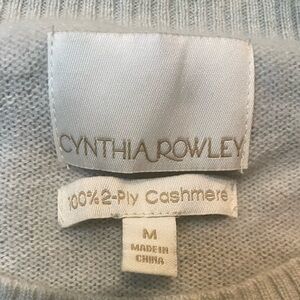 CYNTHIA ROWLEY
100% 2-Ply Cashmere
M
MADE IN
CHINA